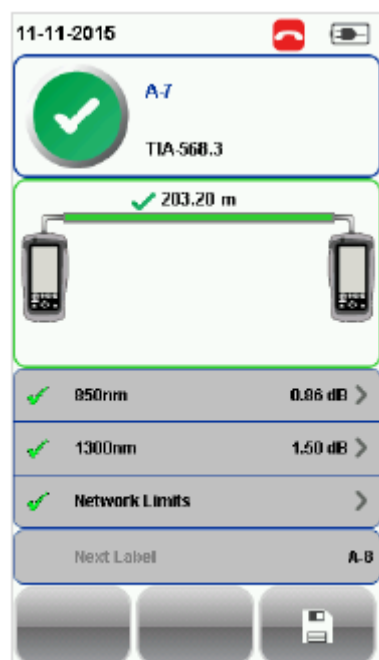 11-11-2015
A-7
TIA-568.3
203.20 m
850nm 0.86 dB
1300nm 1.50 dB
Network Limits
Next Label A-8